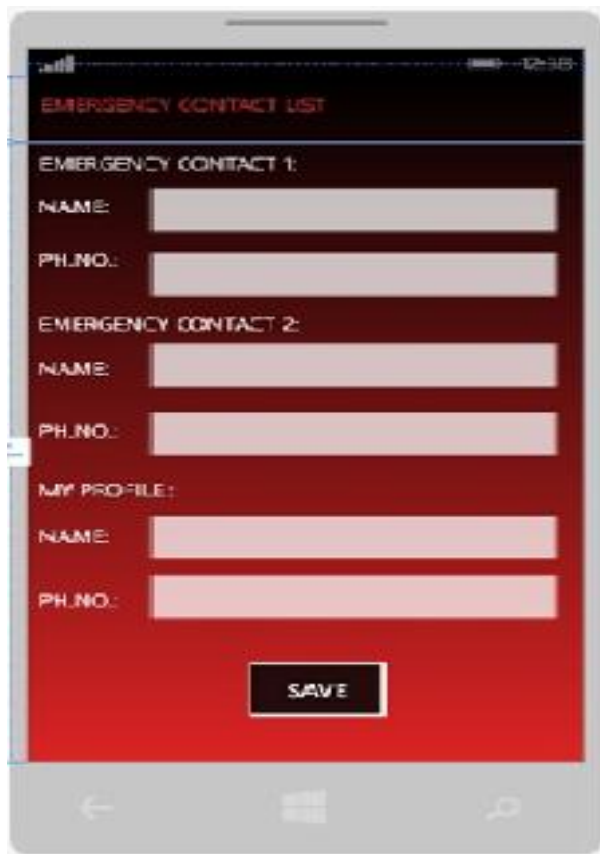 12:38
EMERGENCY CONTACT LIST
EMERGENCY CONTACT 1:
NAME:
PH.NO.:
EMERGENCY CONTACT 2:
NAME:
PH.NO.:
MY PROFILE:
NAME:
PH.NO.:
SAVE